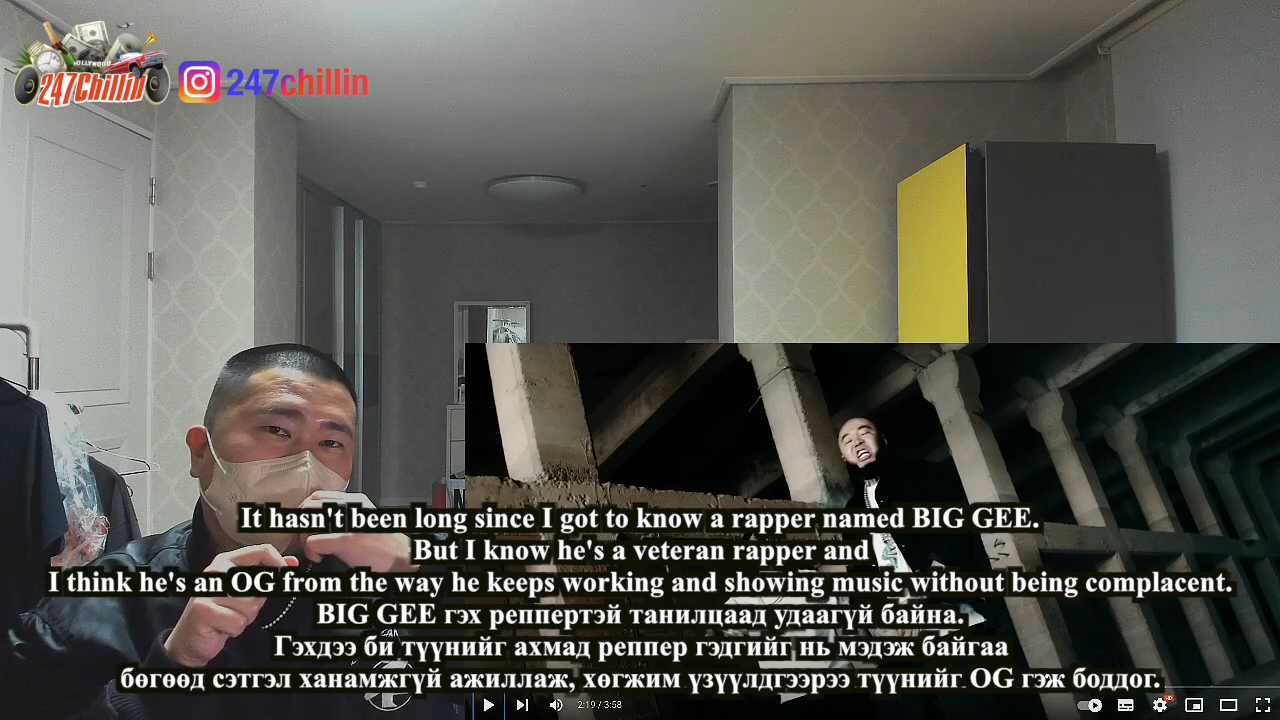 HOLLYWOOD
247Chillin
247chillin
It hasn't been long since I got to know a rapper named BIG GEE.
But I know he's a veteran rapper and
I think he's an OG from the way he keeps working and showing music without being complacent.
BIG GEE гэх реппертэй танилцаад удаагүй байна.
Гэхдээ би түүнийг ахмад реппер гэдгийг нь мэдэж байгаа
бөгөөд сэтгэл ханамжгүй ажиллаж, хөгжим үзүүлдгээрээ түүнийг OG гэж боддог.
2:19 / 3:58
HD